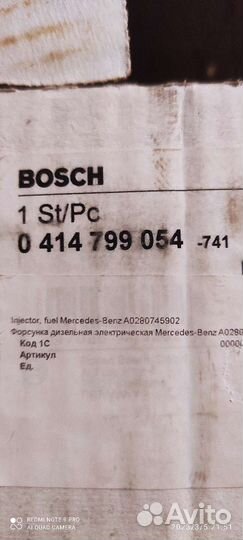 BOSCH
1 St/Pc
0 414 799 054 -741
Injector, fuel Mercedes-Benz A0280745902
Форсунка дизельная электрическая Mercedes-Benz A0280
Код 1С
Артикул
Ед.
REDMI NOTE 8 PRO
AI QUAD CAMERA
Avito